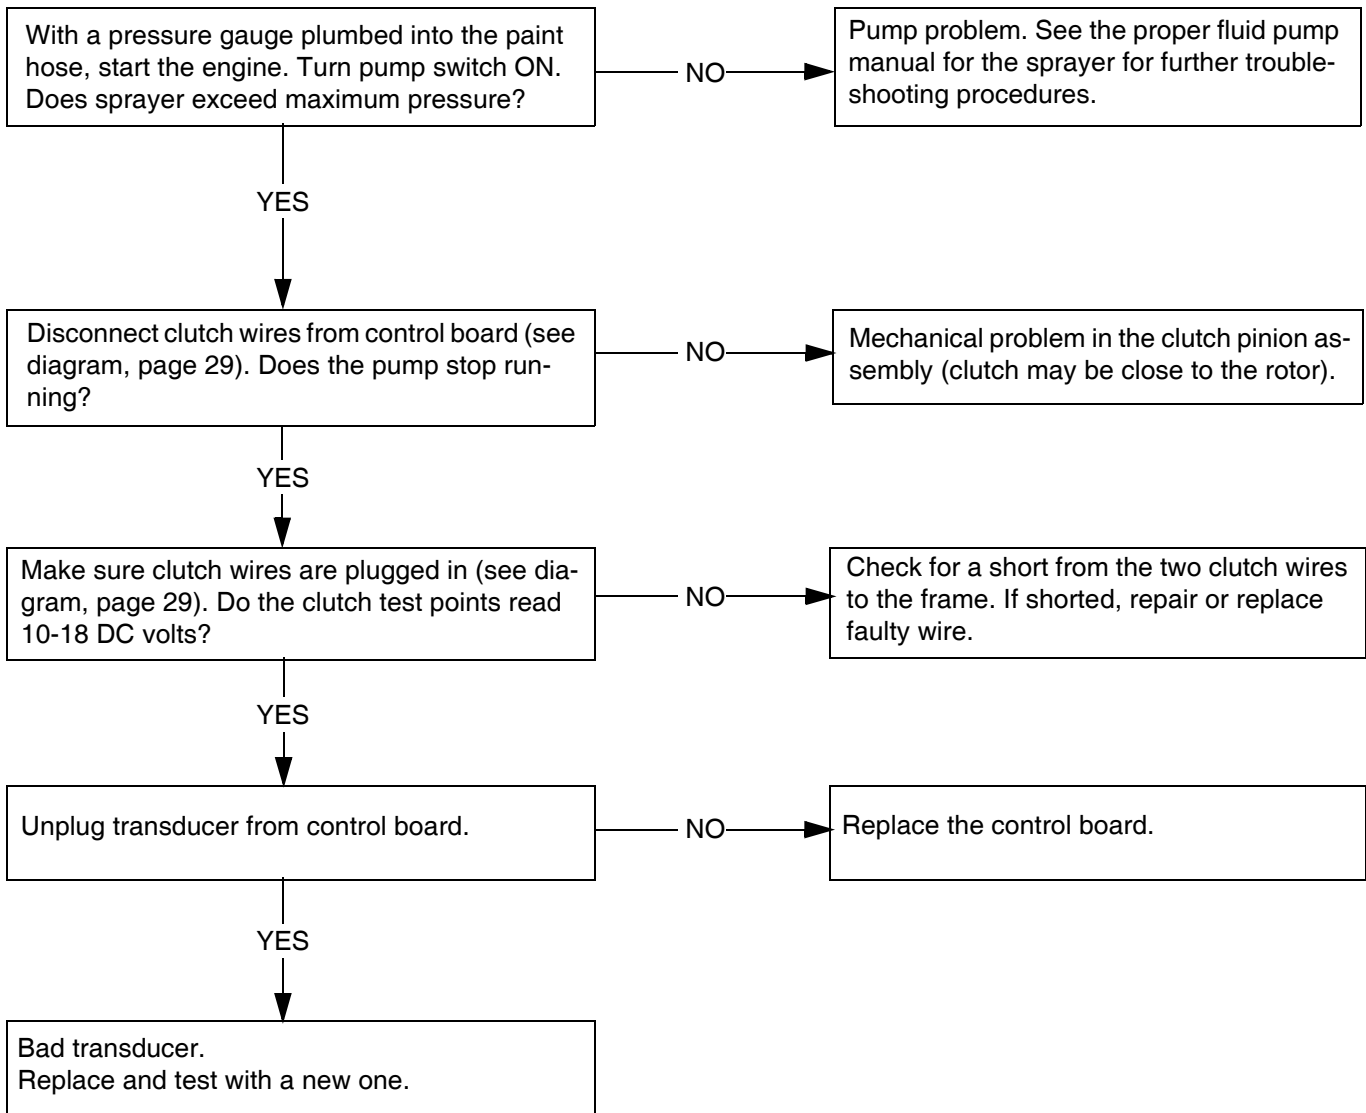 With a pressure gauge plumbed into the paint
hose, start the engine. Turn pump switch ON.
Does sprayer exceed maximum pressure?
NO
Pump problem. See the proper fluid pump
manual for the sprayer for further trouble-
shooting procedures.
YES
Disconnect clutch wires from control board (see
diagram, page 29). Does the pump stop run-
ning?
NO
Mechanical problem in the clutch pinion as-
sembly (clutch may be close to the rotor).
YES
Make sure clutch wires are plugged in (see dia-
gram, page 29). Do the clutch test points read
10-18 DC volts?
NO
Check for a short from the two clutch wires
to the frame. If shorted, repair or replace
faulty wire.
YES
Unplug transducer from control board.
NO
Replace the control board.
YES
Bad transducer.
Replace and test with a new one.